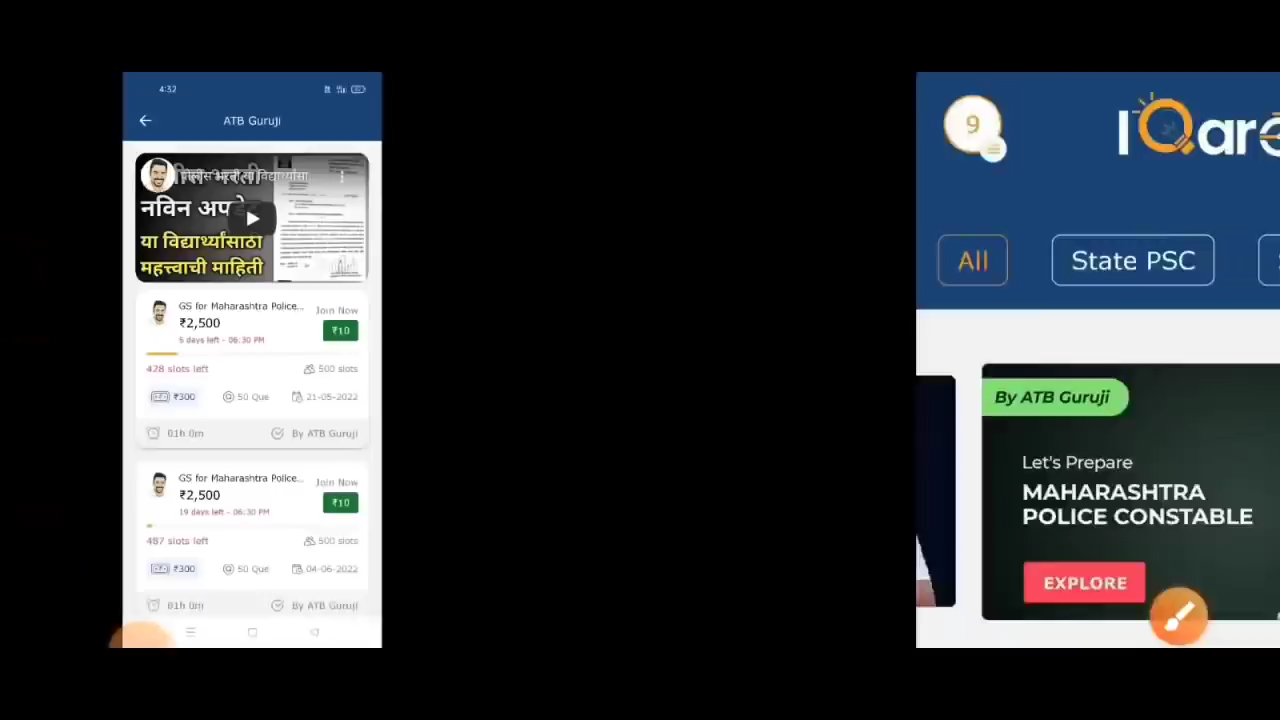 4:32
ATB Guruji
नविन अपडेट
या विद्यार्थ्यांसाठी
महत्त्वाची माहिती
GS for Maharashtra Police...
Join Now
₹2,500
₹10
5 days left - 06:30 PM
428 slots left
500 slots
₹300
50 Que
21-05-2022
01h 0m
By ATB Guruji
GS for Maharashtra Police...
Join Now
₹2,500
₹10
19 days left - 06:30 PM
487 slots left
500 slots
₹300
50 Que
04-06-2022
01h 0m
By ATB Guruji
9
All
State PSC
By ATB Guruji
Let's Prepare
MAHARASHTRA
POLICE CONSTABLE
EXPLORE